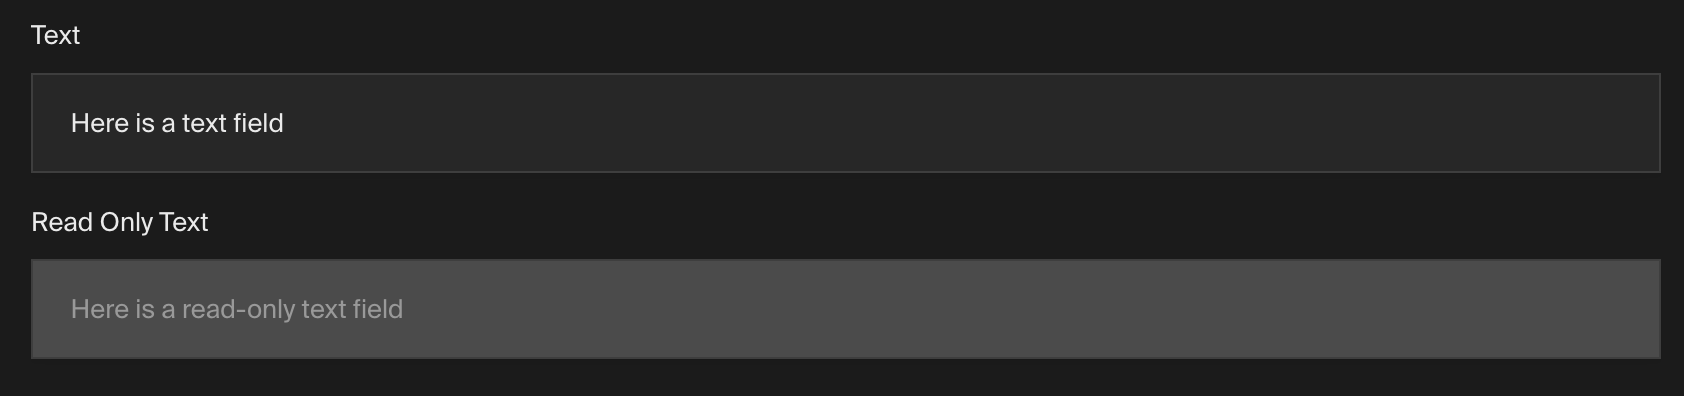 Text
Here is a text field
Read Only Text
Here is a read-only text field